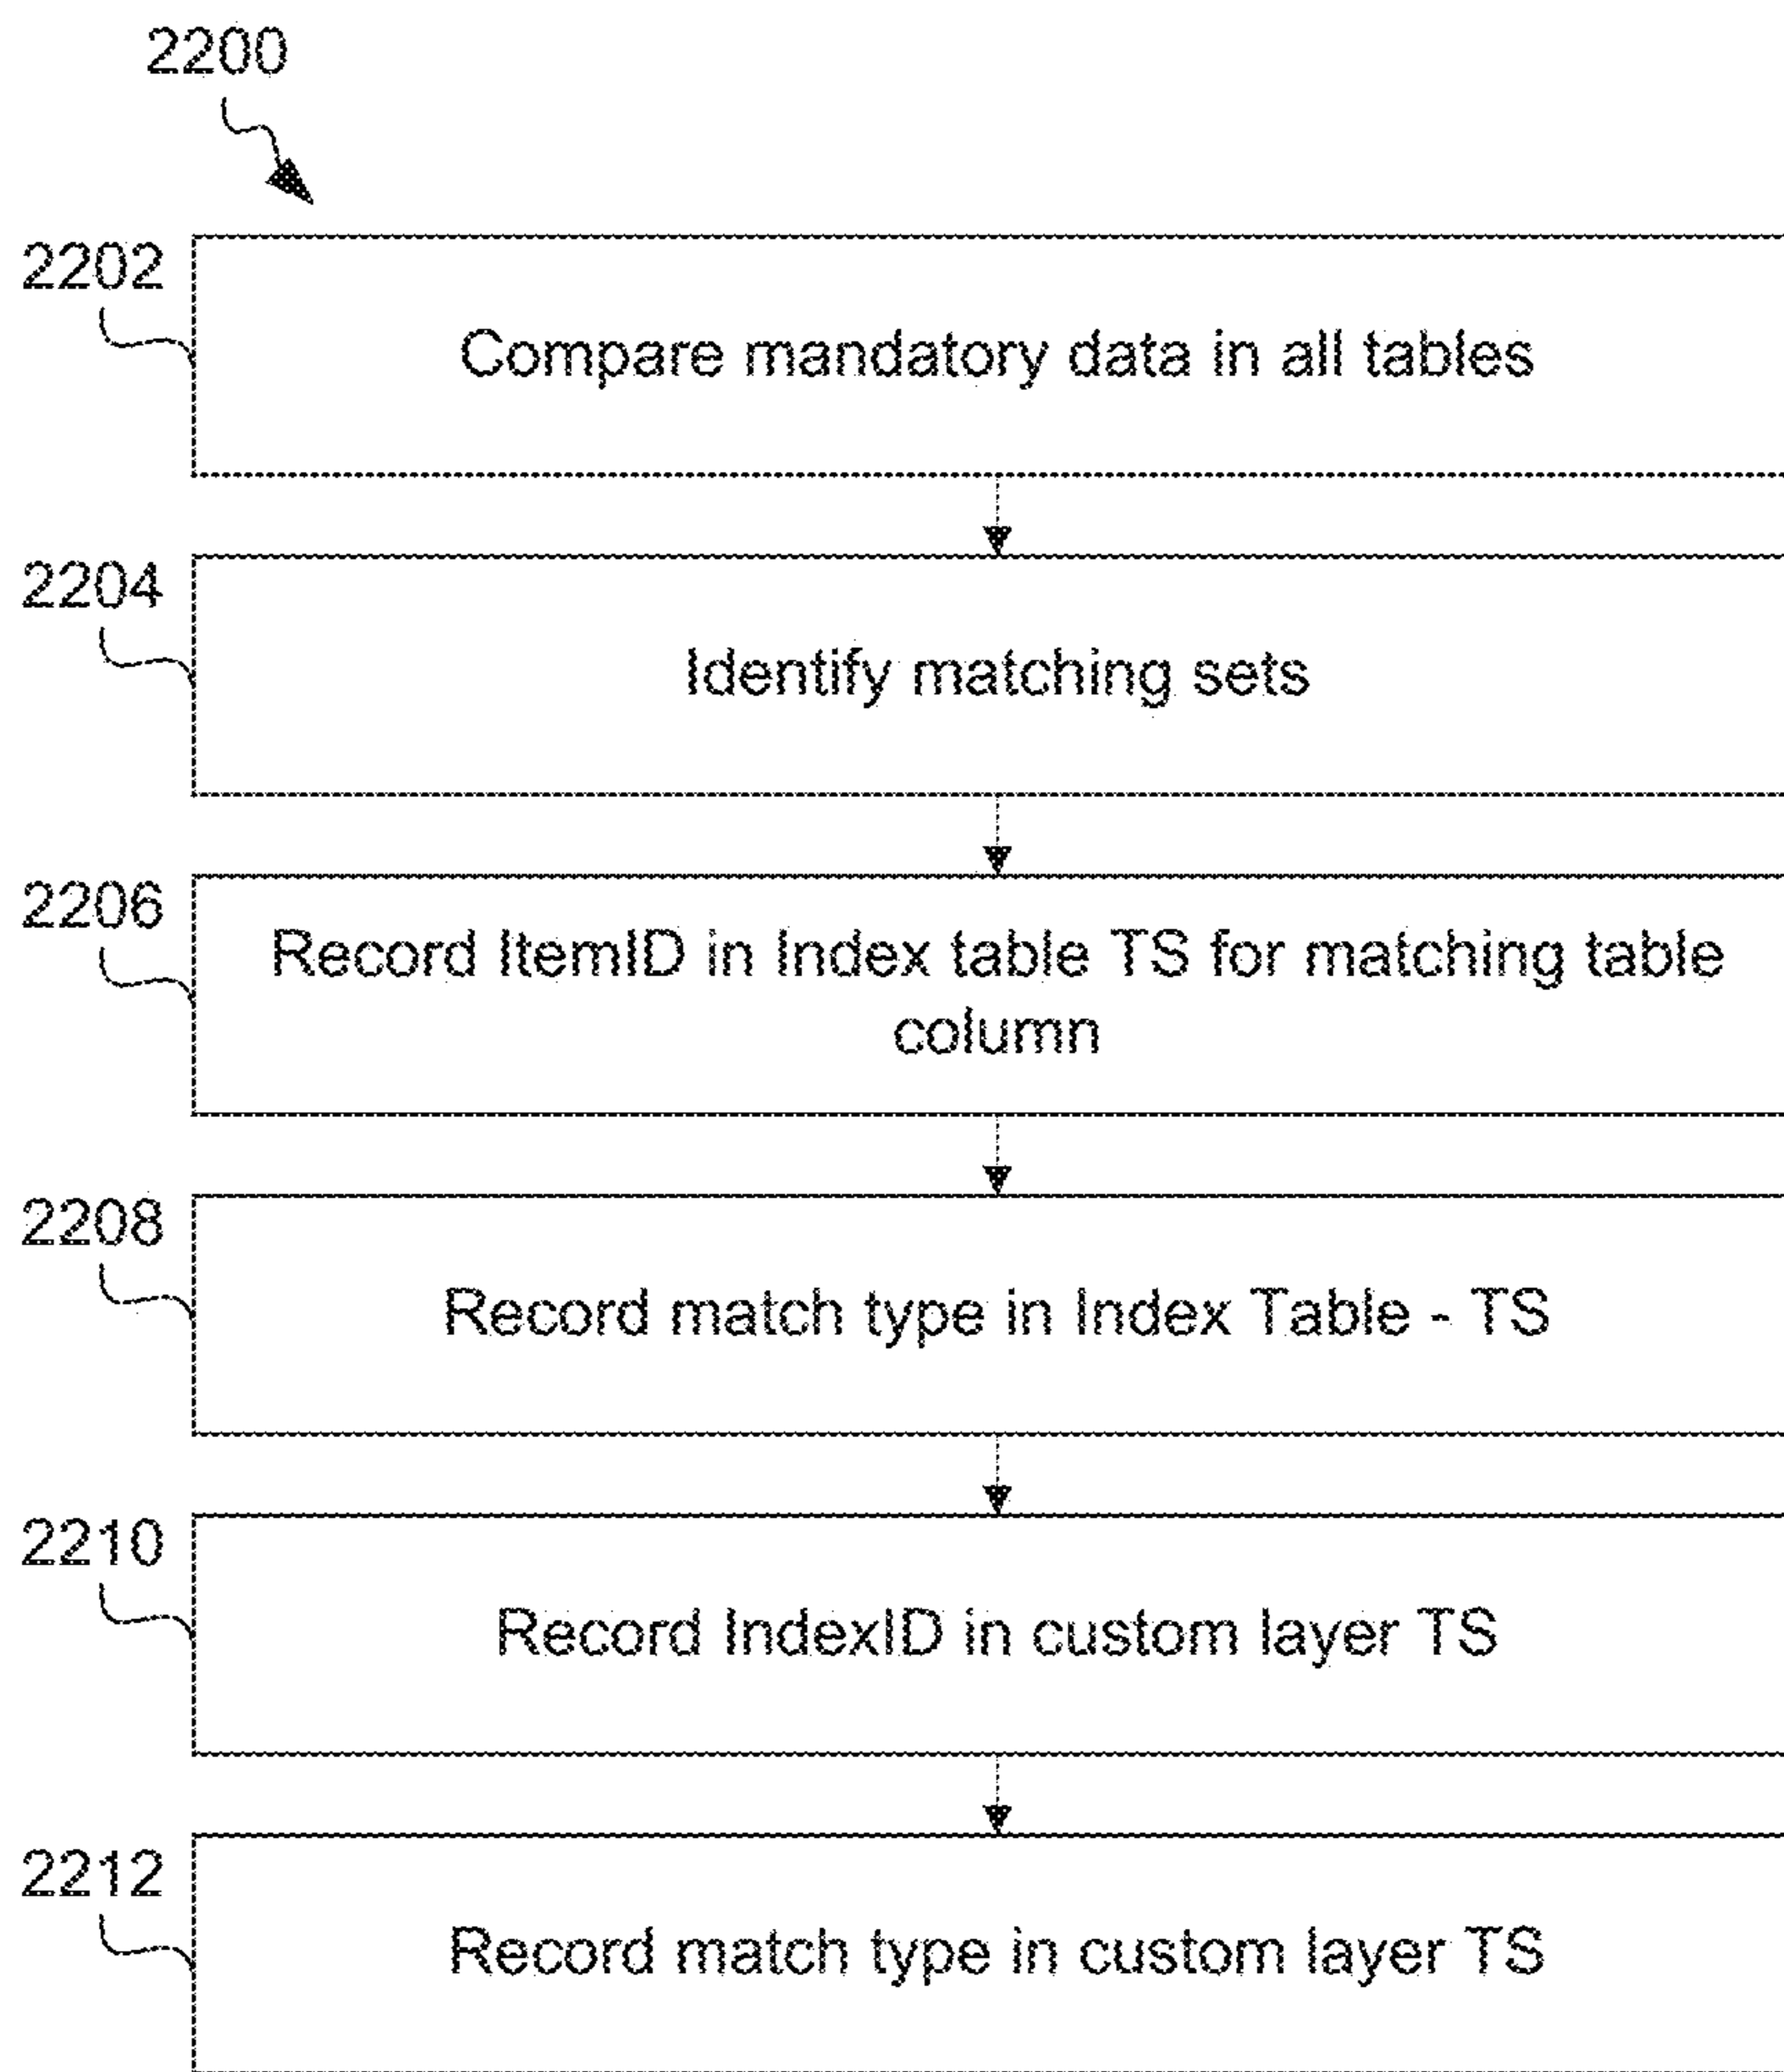 2200
2202
Compare mandatory data in all tables
2204
Identify matching sets
2206
Record ItemID in Index table TS for matching table
column
2208
Record match type in Index Table - TS
2210
Record IndexID in custom layer TS
2212
Record match type in custom layer TS